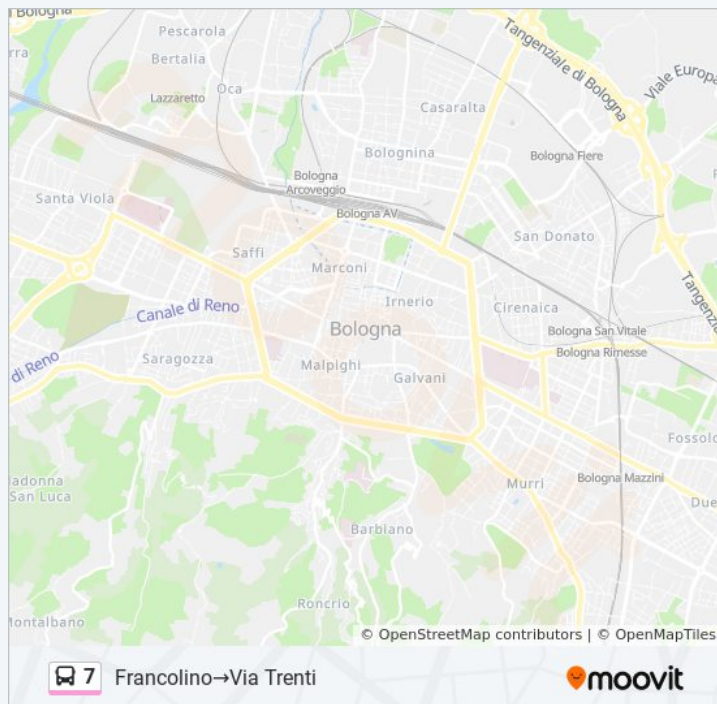 Pescarola
Bertalia
Tangenziale di Bologna
Viale Europa
Oca
Lazzaretto
Casaralta
Bolognina
Bologna Fiere
Bologna
Arcoveggio
Santa Viola
Bologna AV
San Donato
Saffi
Marconi
Irnerio
Tangenziale
Canale di Reno
Cirenaica
Bologna
Bologna San Vitale
di Reno
Saragozza
Malpighi
Bologna Rimesse
Galvani
Fossolo
Murri
Bologna Mazzini
adonna
San Luca
Due
Barbiano
Roncrio
Montalbano
© OpenStreetMap contributors | © OpenMapTiles
7 Francolino→Via Trenti
moovit